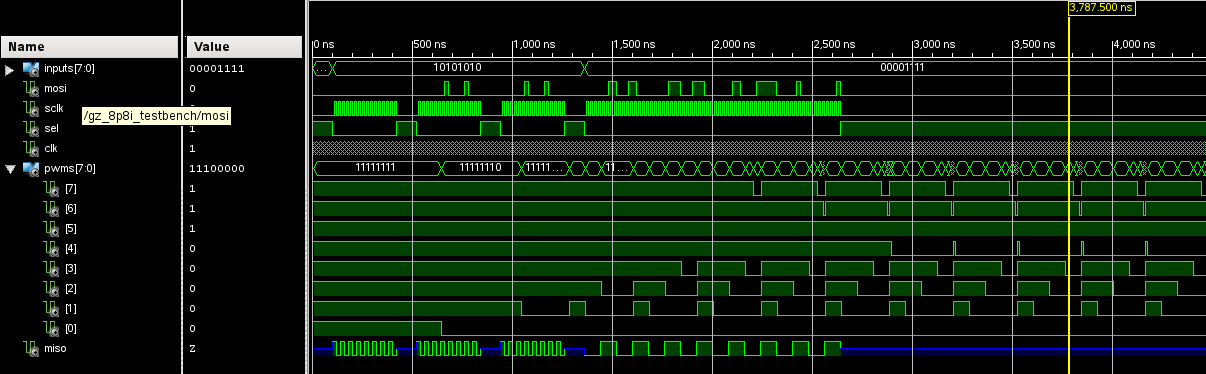 3,787.500 ns
Name Value
0 ns 500 ns 1,000 ns 1,500 ns 2,000 ns 2,500 ns 3,000 ns 3,500 ns 4,000 ns
inputs[7:0] 00001111 ... 10101010 00001111
mosi 0
sclk
/gz_8p8i_testbench/mosi
sel 1
clk 1
pwms[7:0] 11100000 11111111 11111110 11111... 11...
[7] 1
[6] 1
[5] 1
[4] 0
[3] 0
[2] 0
[1] 0
[0] 0
miso Z